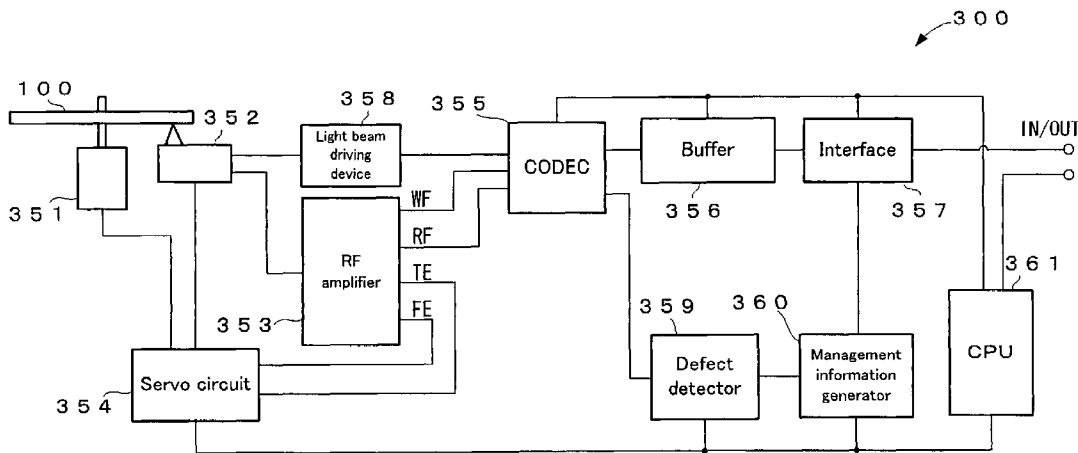 300
100
352
358
355
Light beam
driving
device
CODEC
Buffer
Interface
IN/OUT
351
356
357
WF
RF
TE
FE
RF
amplifier
353
361
359
360
Servo circuit
354
Defect
detector
Management
information
generator
CPU